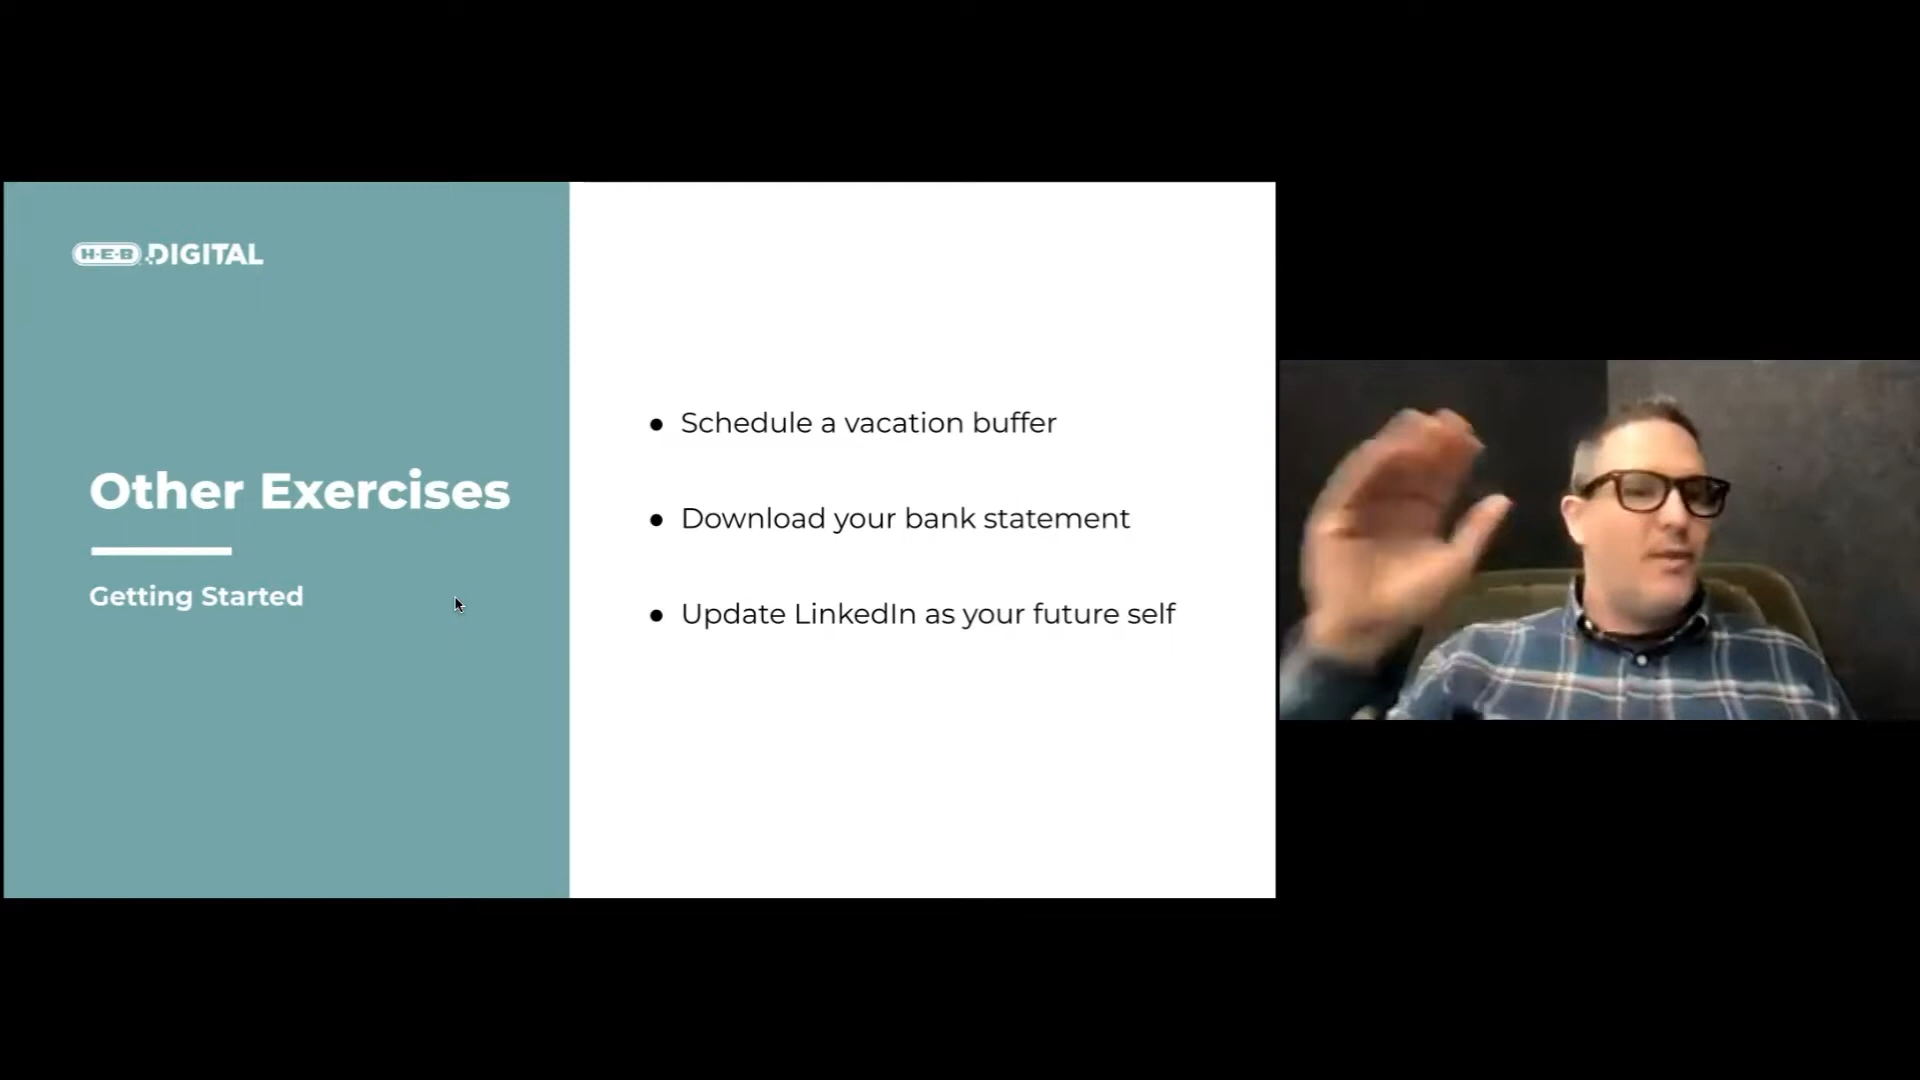 H-E-B DIGITAL
Other Exercises
Getting Started
● Schedule a vacation buffer
● Download your bank statement
● Update LinkedIn as your future self